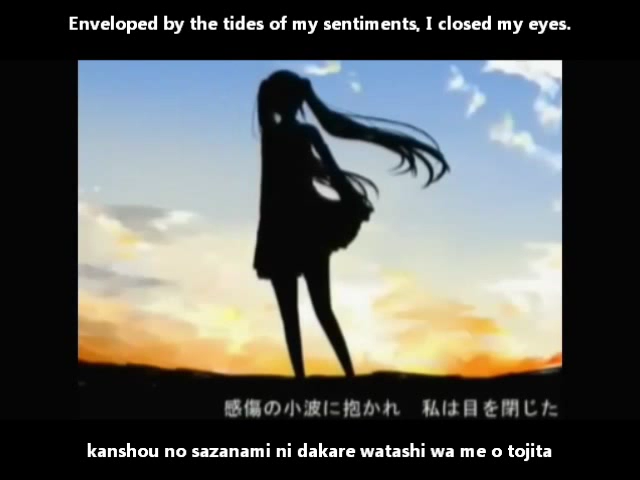 Enveloped by the tides of my sentiments, I closed my eyes.
感傷の小波に抱かれ　私は目を閉じた
kanshou no sazanami ni dakare watashi wa me o tojita